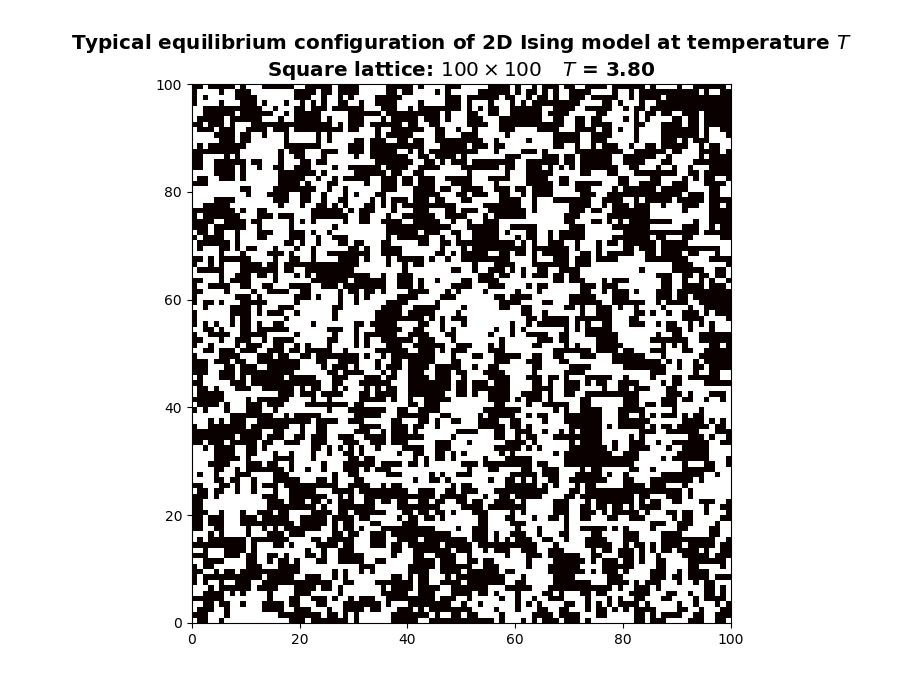 Typical equilibrium configuration of 2D Ising model at temperature T
Square lattice: 100 × 100 T = 3.80
100
80
60
40
20
0
0 20 40 60 80 100